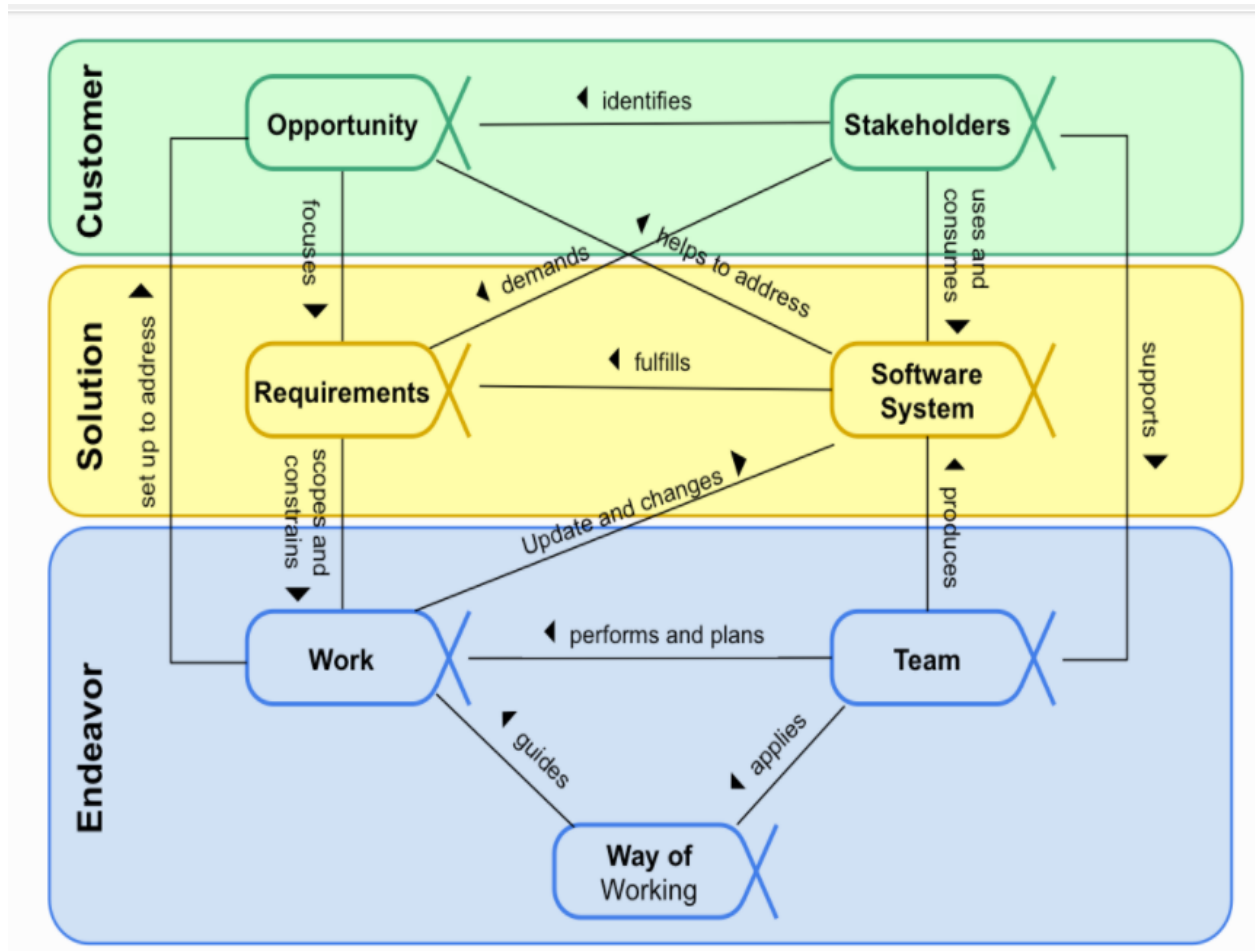 Customer
Opportunity
identifies
Stakeholders
focuses
demands
helps to address
uses and
consumes
Solution
set up to address
Requirements
fulfills
Software
System
supports
scopes and
constrains
Update and changes
produces
Endeavor
Work
performs and plans
Team
guides
applies
Way of
Working